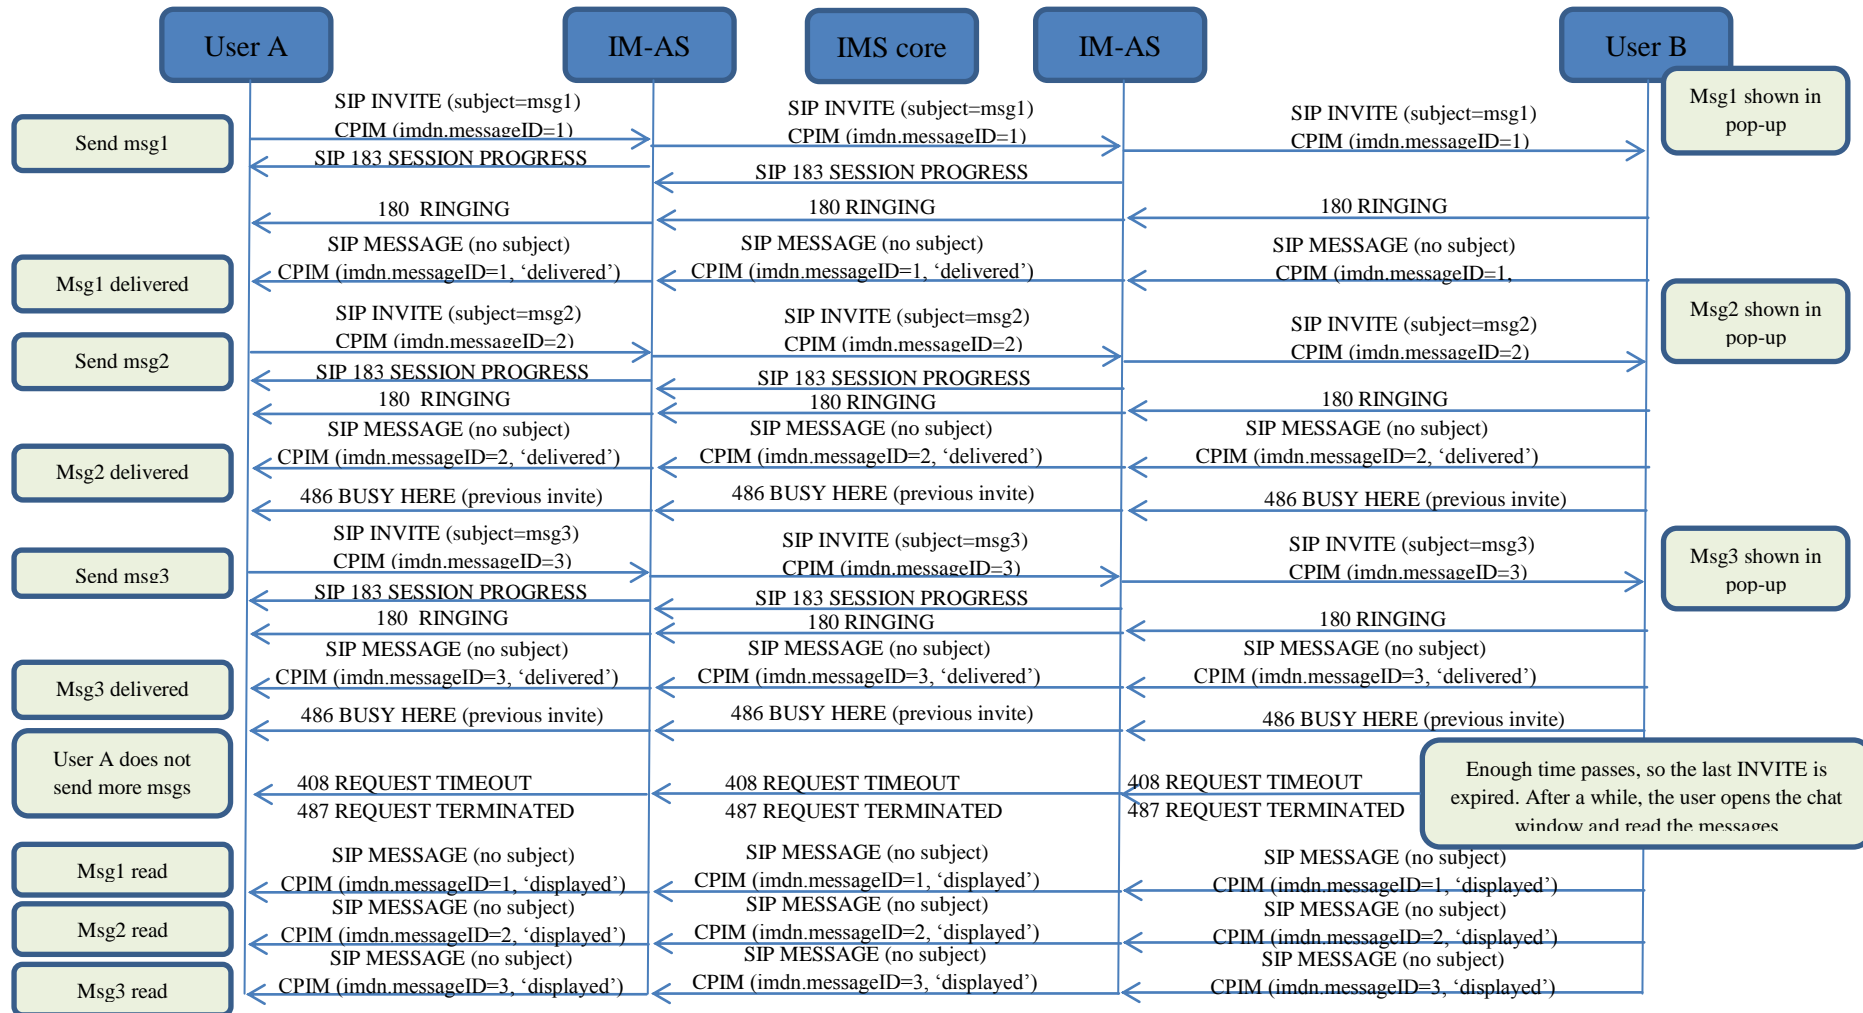 User A
IM-AS
IMS core
IM-AS
User B
SIP INVITE (subject=msg1)
CPIM (imdn.messageID=1)
SIP INVITE (subject=msg1)
CPIM (imdn.messageID=1)
SIP INVITE (subject=msg1)
CPIM (imdn.messageID=1)
Msg1 shown in
pop-up
Send msg1
SIP 183 SESSION PROGRESS
SIP 183 SESSION PROGRESS
180 RINGING
180 RINGING
180 RINGING
SIP MESSAGE (no subject)
CPIM (imdn.messageID=1, ‘delivered’)
SIP MESSAGE (no subject)
CPIM (imdn.messageID=1, ‘delivered’)
SIP MESSAGE (no subject)
CPIM (imdn.messageID=1,
Msg1 delivered
SIP INVITE (subject=msg2)
CPIM (imdn.messageID=2)
SIP INVITE (subject=msg2)
CPIM (imdn.messageID=2)
SIP INVITE (subject=msg2)
CPIM (imdn.messageID=2)
Msg2 shown in
pop-up
Send msg2
SIP 183 SESSION PROGRESS
SIP 183 SESSION PROGRESS
180 RINGING
180 RINGING
180 RINGING
SIP MESSAGE (no subject)
CPIM (imdn.messageID=2, ‘delivered’)
SIP MESSAGE (no subject)
CPIM (imdn.messageID=2, ‘delivered’)
SIP MESSAGE (no subject)
CPIM (imdn.messageID=2, ‘delivered’)
Msg2 delivered
486 BUSY HERE (previous invite)
486 BUSY HERE (previous invite)
486 BUSY HERE (previous invite)
SIP INVITE (subject=msg3)
CPIM (imdn.messageID=3)
SIP INVITE (subject=msg3)
CPIM (imdn.messageID=3)
SIP INVITE (subject=msg3)
CPIM (imdn.messageID=3)
Msg3 shown in
pop-up
Send msg3
SIP 183 SESSION PROGRESS
SIP 183 SESSION PROGRESS
180 RINGING
180 RINGING
180 RINGING
SIP MESSAGE (no subject)
CPIM (imdn.messageID=3, ‘delivered’)
SIP MESSAGE (no subject)
CPIM (imdn.messageID=3, ‘delivered’)
SIP MESSAGE (no subject)
CPIM (imdn.messageID=3, ‘delivered’)
Msg3 delivered
486 BUSY HERE (previous invite)
486 BUSY HERE (previous invite)
486 BUSY HERE (previous invite)
User A does not
send more msgs
408 REQUEST TIMEOUT
487 REQUEST TERMINATED
408 REQUEST TIMEOUT
487 REQUEST TERMINATED
408 REQUEST TIMEOUT
487 REQUEST TERMINATED
Enough time passes, so the last INVITE is
expired. After a while, the user opens the chat
window and read the messages
Msg1 read
SIP MESSAGE (no subject)
CPIM (imdn.messageID=1, ‘displayed’)
SIP MESSAGE (no subject)
CPIM (imdn.messageID=1, ‘displayed’)
SIP MESSAGE (no subject)
CPIM (imdn.messageID=1, ‘displayed’)
Msg2 read
SIP MESSAGE (no subject)
CPIM (imdn.messageID=2, ‘displayed’)
SIP MESSAGE (no subject)
CPIM (imdn.messageID=2, ‘displayed’)
SIP MESSAGE (no subject)
CPIM (imdn.messageID=2, ‘displayed’)
Msg3 read
SIP MESSAGE (no subject)
CPIM (imdn.messageID=3, ‘displayed’)
SIP MESSAGE (no subject)
CPIM (imdn.messageID=3, ‘displayed’)
SIP MESSAGE (no subject)
CPIM (imdn.messageID=3, ‘displayed’)